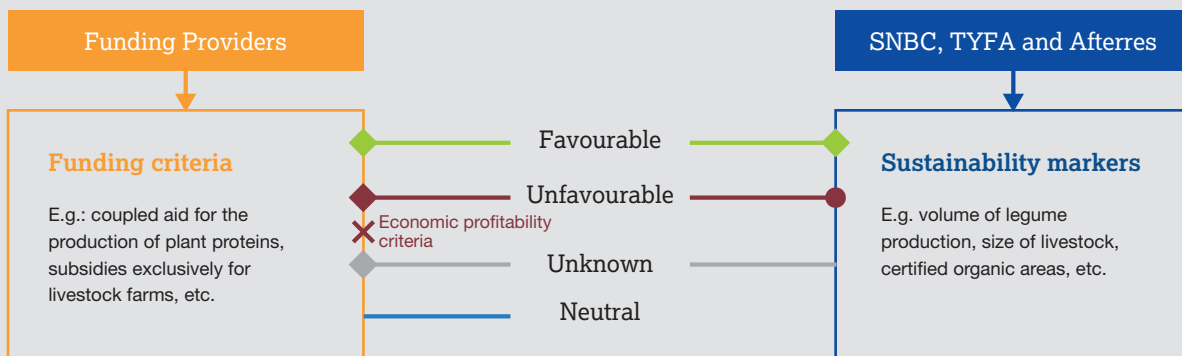 Funding Providers
SNBC, TYFA and Afterres
Funding criteria
E.g.: coupled aid for the
production of plant proteins,
subsidies exclusively for
livestock farms, etc.
Favourable
Unfavourable
Economic profitability
criteria
Unknown
Neutral
Sustainability markers
E.g. volume of legume
production, size of livestock,
certified organic areas, etc.